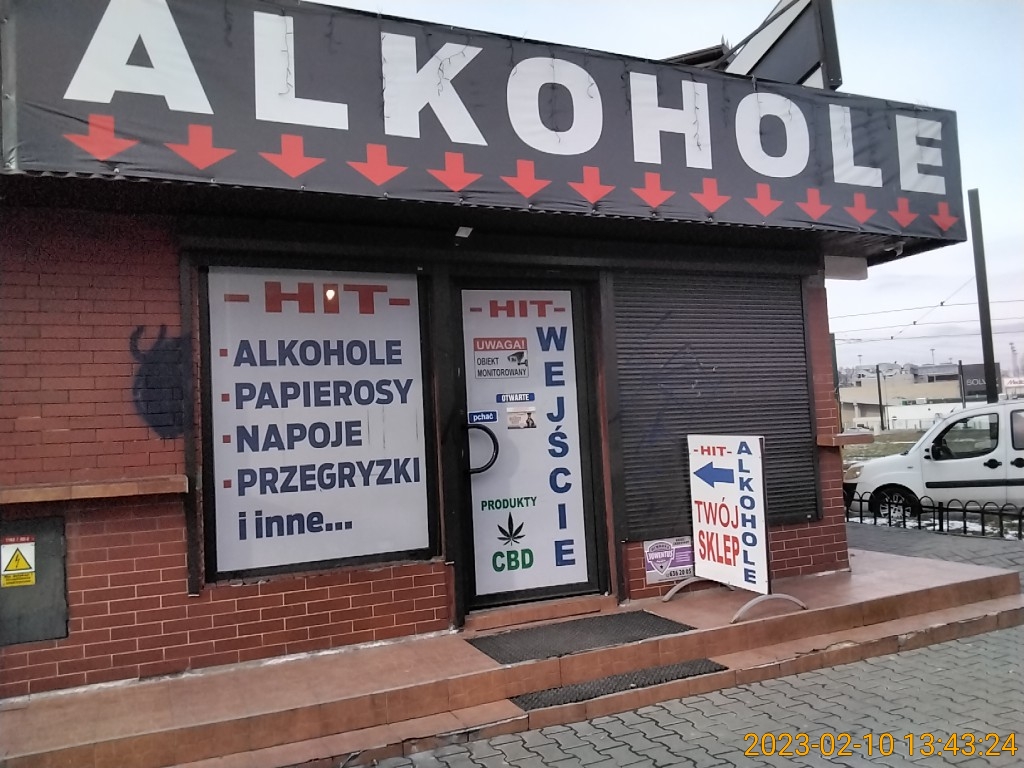 ALKOHOLE
-HIT-
ALKOHOLE
PAPIEROSY
NAPOJE
PRZEGRYZKI
i inne...
-HIT-
WEJŚCIE
UWAGA!
OBIEKT
MONITOROWANY
OTWARTE
pchać
PRODUKTY
CBD
-HIT-
ALKOHOLE
TWÓJ
SKLEP
2023-02-10 13:43:24